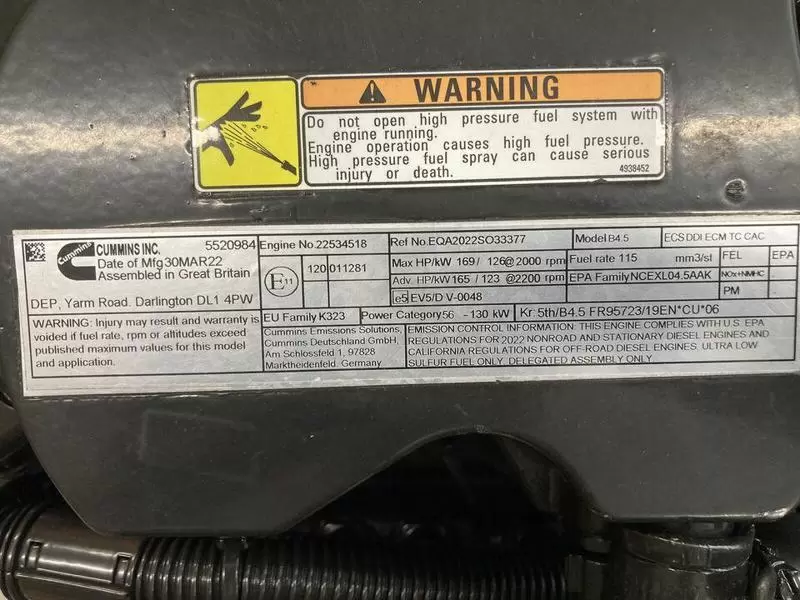 WARNING
Do not open high pressure fuel system with
engine running.
Engine operation causes high fuel pressure.
High pressure fuel spray can cause serious
injury or death.
4938452
Cummins
CUMMINS INC. 5520984
Date of Mfg30MAR22
Assembled in Great Britain
DEP, Yarm Road. Darlington DL1 4PW
WARNING: Injury may result and warranty is
voided if fuel rate, rpm or altitudes exceed
published maximum values for this model
and application.
Engine No.22534518
E11
120 011281
EU Family K323
Cummins Emissions Solutions,
Cummins Deutschland GmbH,
Am Schlossfeld 1, 97828
Marktheidenfeld. Germany
Ref No.EQA2022SO33377
Max HP/kW 169 / 126@2000 rpm
Adv. HP/kW165 / 123 @2200 rpm
e5 EV5/D V-0048
Model B4.5 ECS DDI ECM TC CAC
Fuel rate 115 mm3/st
EPA FamilyNCEXL04.5AAK
FEL EPA
NOx+NMHC
PM
Power Category56 - 130 kW
Kr. 5th/B4.5 FR95723/19EN*CU*06
EMISSION CONTROL INFORMATION: THIS ENGINE COMPLIES WITH U.S. EPA
REGULATIONS FOR 2022 NONROAD AND STATIONARY DIESEL ENGINES AND
CALIFORNIA REGULATIONS FOR OFF-ROAD DIESEL ENGINES. ULTRA LOW
SULFUR FUEL ONLY. DELEGATED ASSEMBLY ONLY